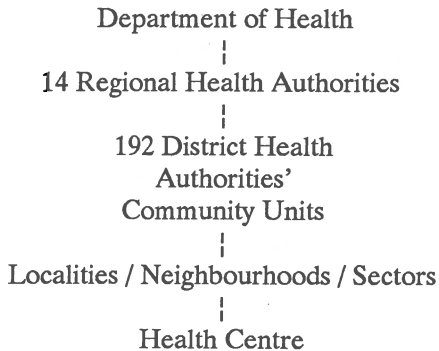 Department of Health
14 Regional Health Authorities
192 District Health
Authorities’
Community Units
Localities / Neighbourhoods / Sectors
Health Centre